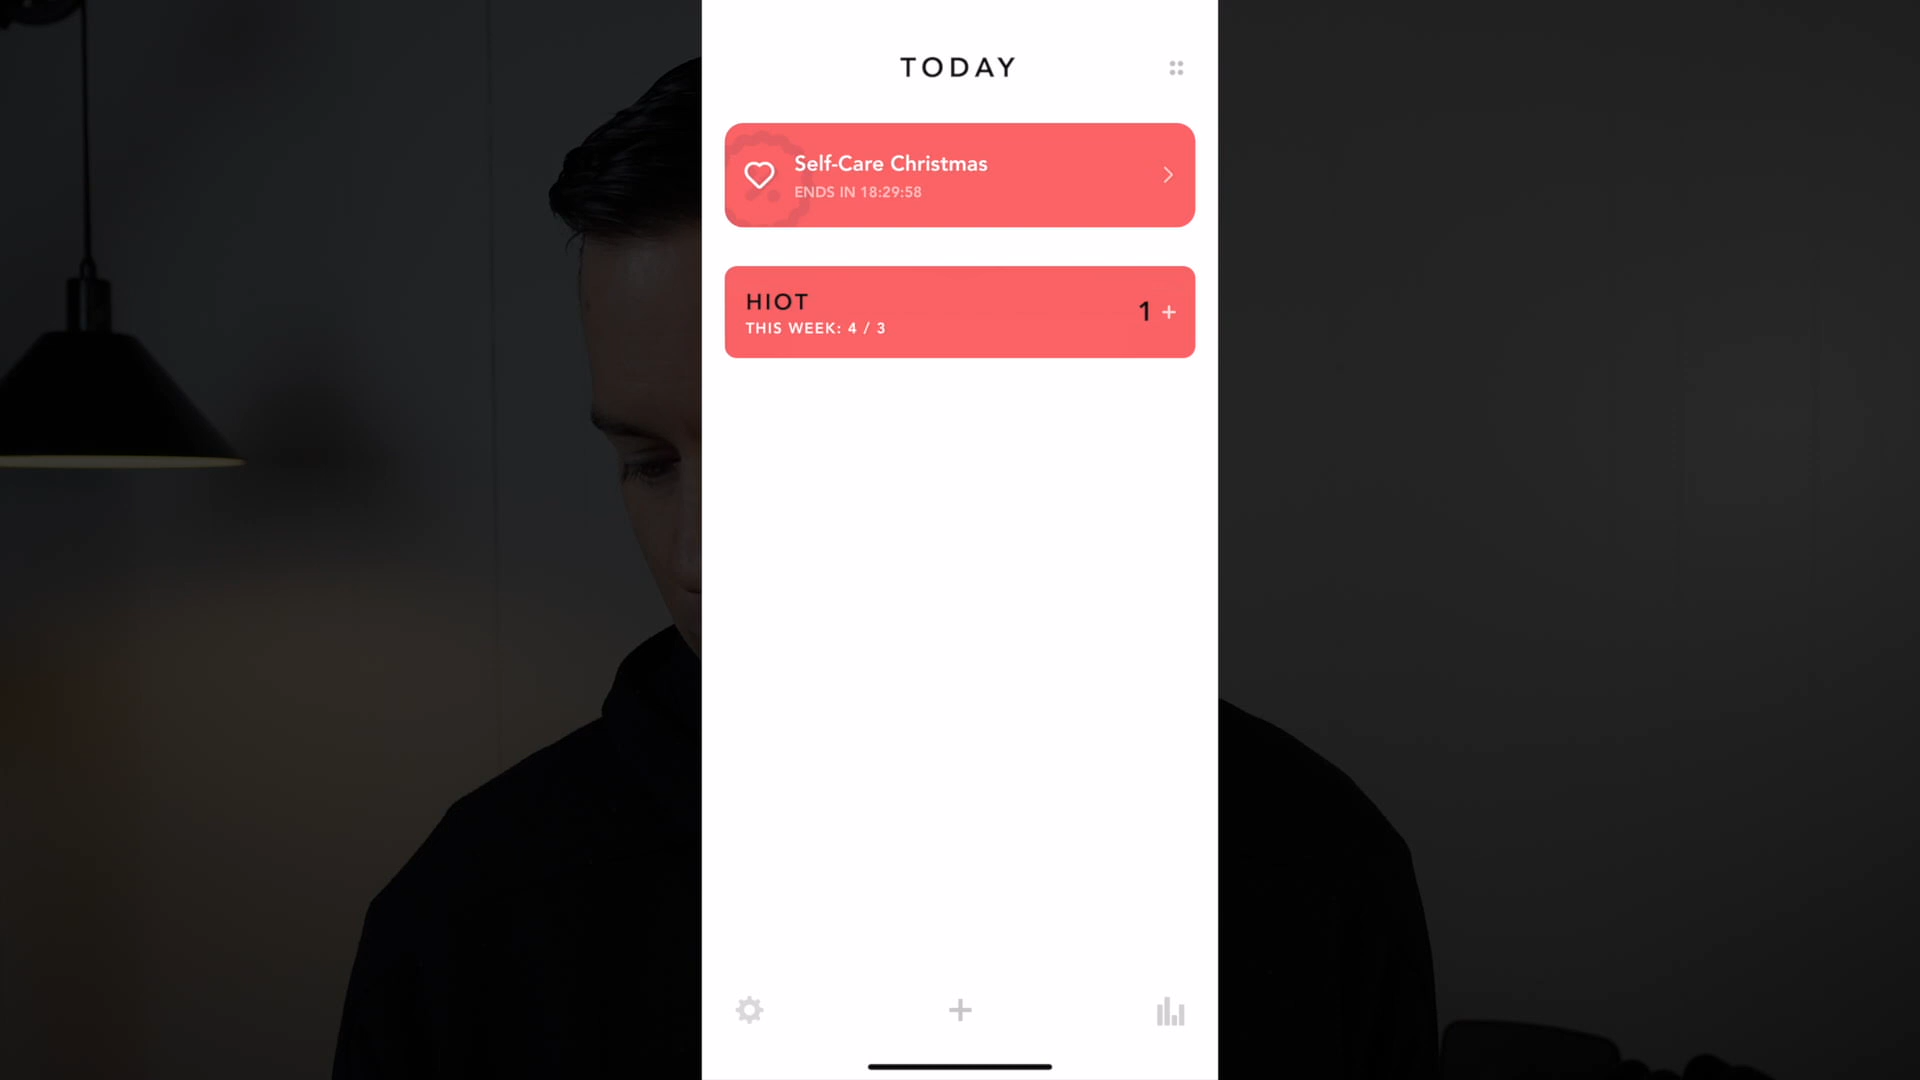 TODAY
Self-Care Christmas
ENDS IN 18:29:58
HIOT
THIS WEEK: 4 / 3
1 +